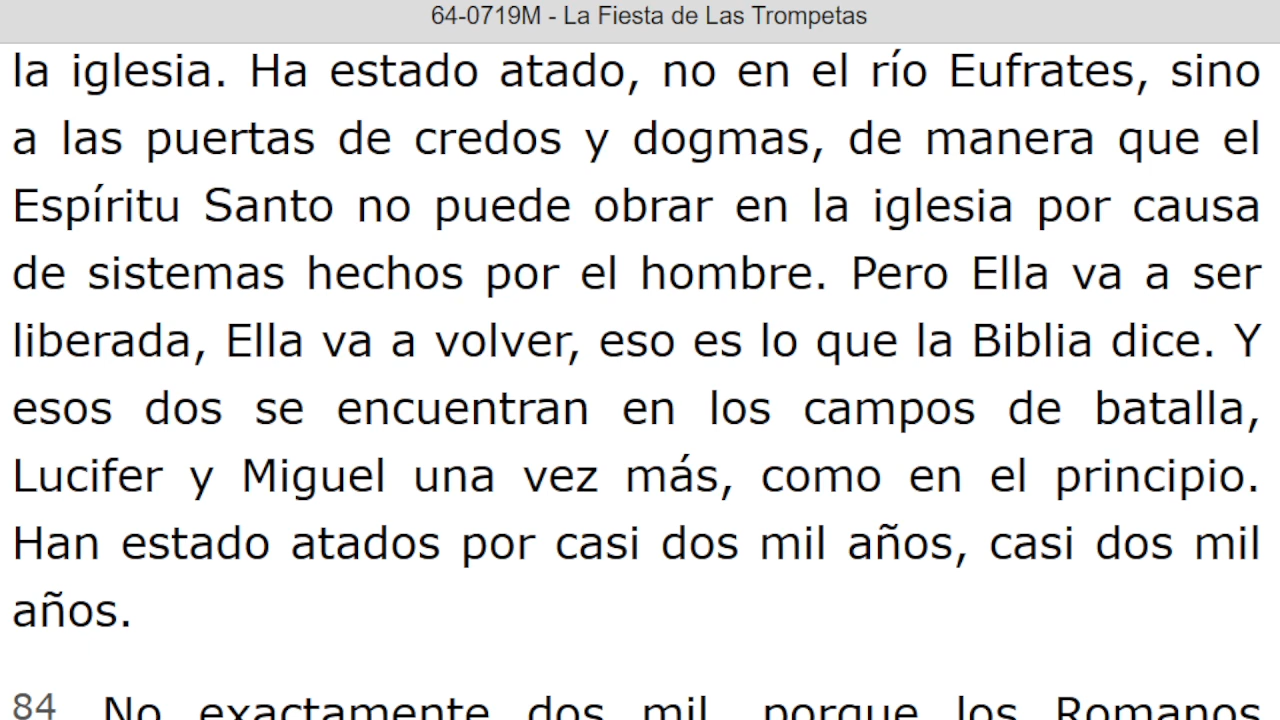 64-0719M - La Fiesta de Las Trompetas
la iglesia. Ha estado atado, no en el río Eufrates, sino
a las puertas de credos y dogmas, de manera que el
Espíritu Santo no puede obrar en la iglesia por causa
de sistemas hechos por el hombre. Pero Ella va a ser
liberada, Ella va a volver, eso es lo que la Biblia dice. Y
esos dos se encuentran en los campos de batalla,
Lucifer y Miguel una vez más, como en el principio.
Han estado atados por casi dos mil años, casi dos mil
años.
84 No exactamente dos mil, porque los Romanos